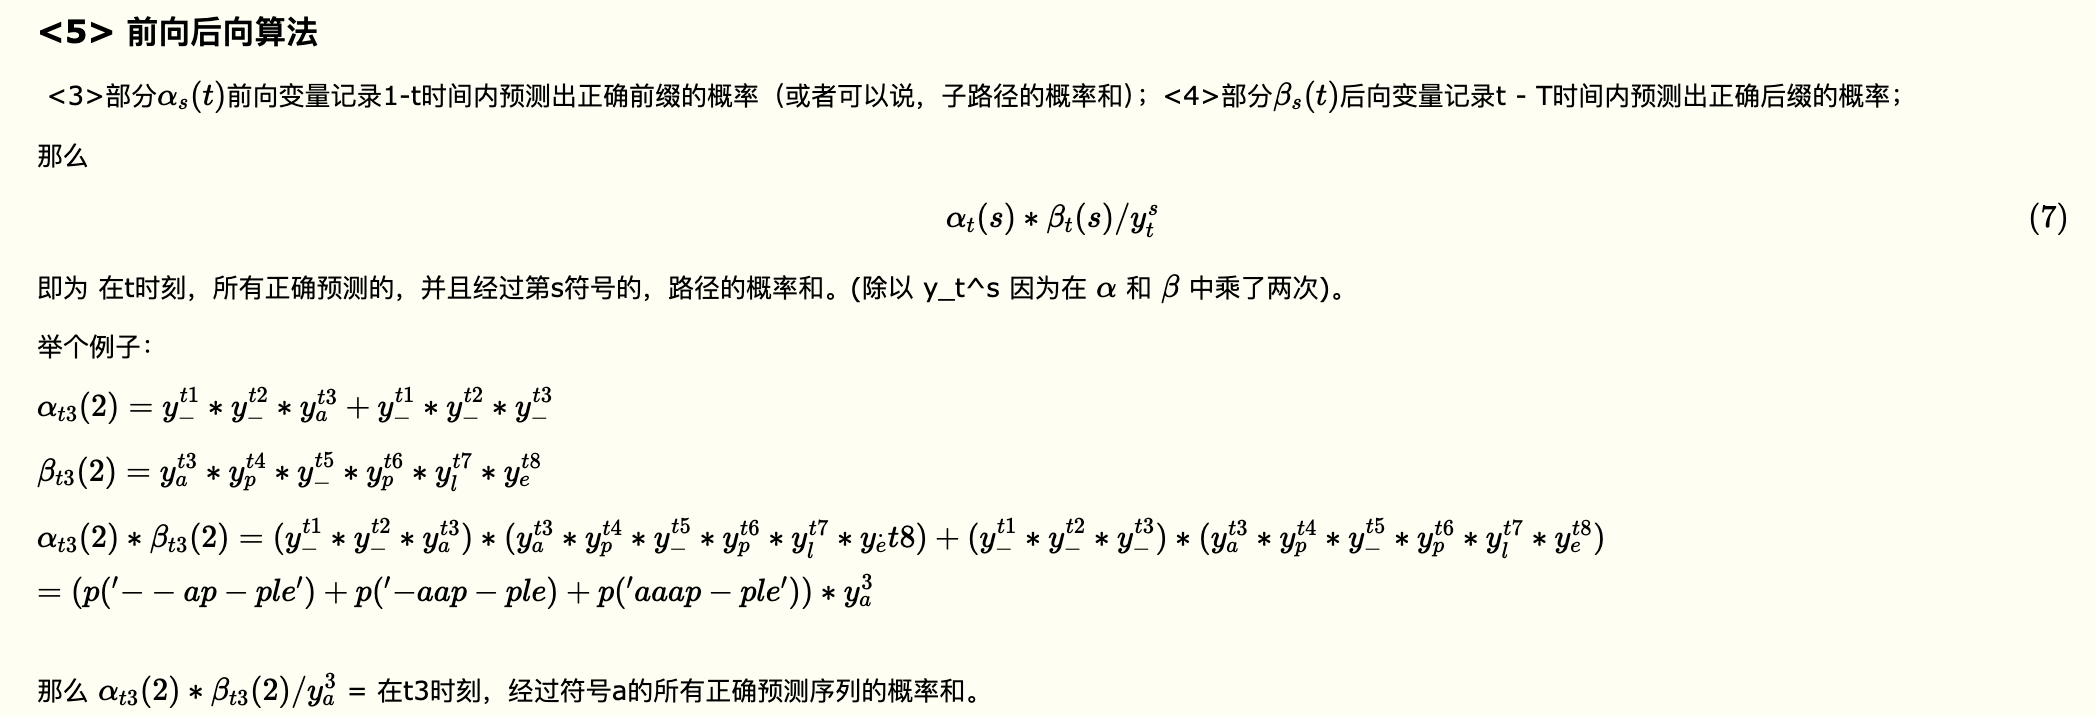 <5> 前向后向算法
<3>部分$\alpha_s(t)$前向变量记录1-t时间内预测出正确前缀的概率（或者可以说，子路径的概率和）；<4>部分$\beta_s(t)$后向变量记录t - T时间内预测出正确后缀的概率；
那么
$\alpha_t(s) * \beta_t(s)/y_t^s$ (7)
即为 在t时刻，所有正确预测的，并且经过第s符号的，路径的概率和。(除以 y_t^s 因为在 $\alpha$ 和 $\beta$ 中乘了两次)。
举个例子：
$\alpha_{t3}(2) = y_-^{t1} * y_-^{t2} * y_a^{t3} + y_-^{t1} * y_-^{t2} * y_-^{t3}$
$\beta_{t3}(2) = y_a^{t3} * y_p^{t4} * y_-^{t5} * y_p^{t6} * y_l^{t7} * y_e^{t8}$
$\alpha_{t3}(2) * \beta_{t3}(2) = (y_-^{t1} * y_-^{t2} * y_a^{t3}) * (y_a^{t3} * y_p^{t4} * y_-^{t5} * y_p^{t6} * y_l^{t7} * y_{\dot{e}} t8) + (y_-^{t1} * y_-^{t2} * y_-^{t3}) * (y_a^{t3} * y_p^{t4} * y_-^{t5} * y_p^{t6} * y_l^{t7} * y_e^{t8})$
$= (p('--ap-ple') + p('-aap-ple) + p('aaap-ple')) * y_a^3$
那么 $\alpha_{t3}(2) * \beta_{t3}(2)/y_a^3$ = 在t3时刻，经过符号a的所有正确预测序列的概率和。